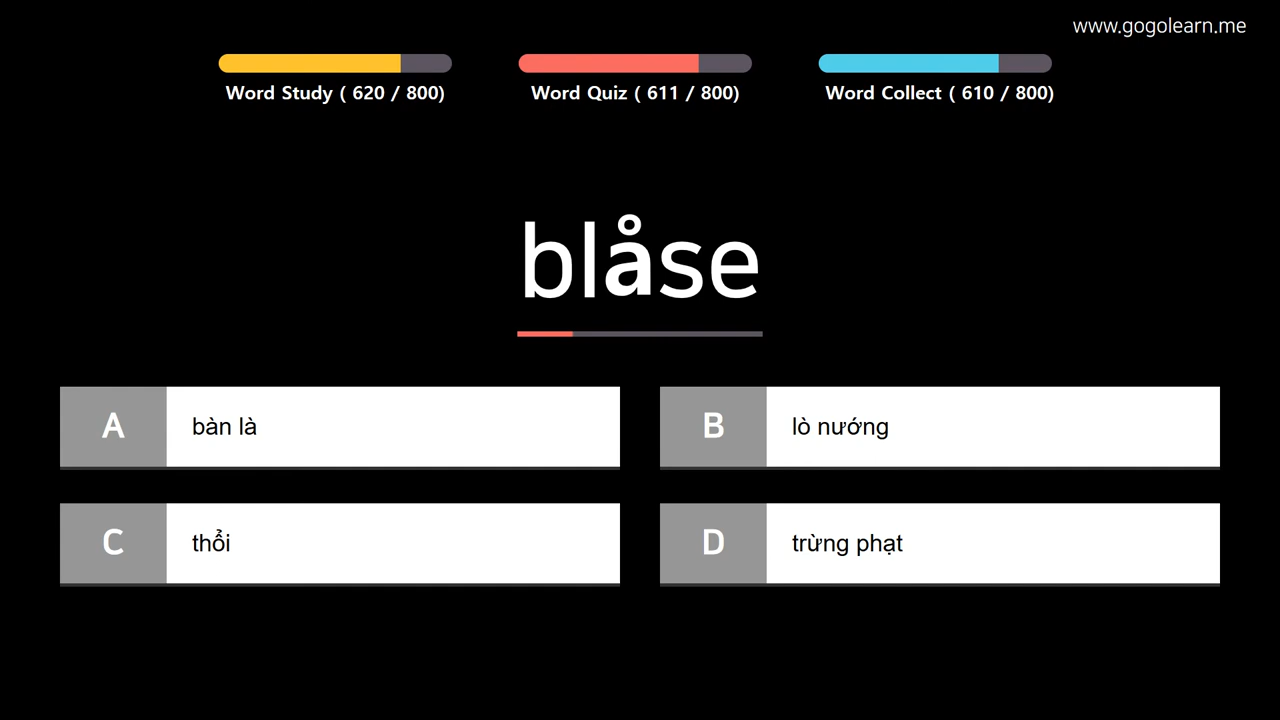 www.gogolearn.me
Word Study ( 620 / 800)
Word Quiz ( 611 / 800)
Word Collect ( 610 / 800)
blåse
A
bàn là
B
lò nướng
C
thổi
D
trừng phạt